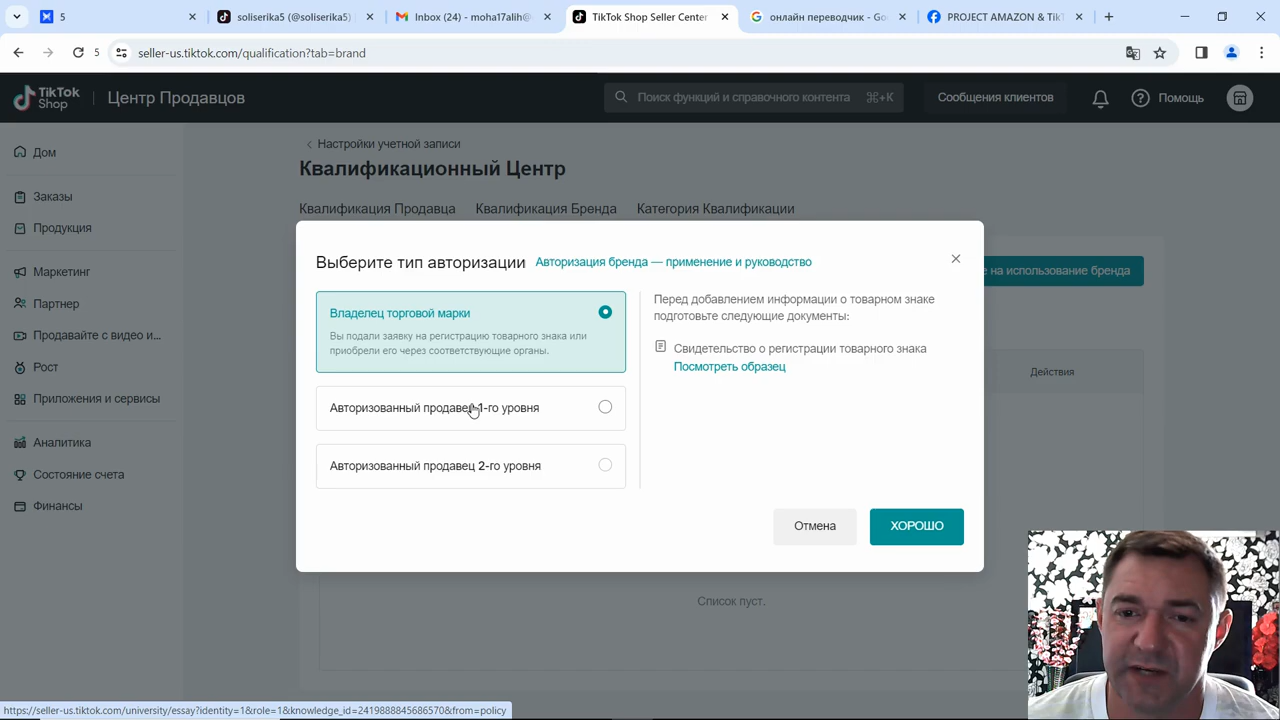 5
soliserika5 (@soliserika5)
Inbox (24) - moha17alih@
TikTok Shop Seller Center
онлайн переводчик - Go
PROJECT AMAZON & TikT
5
seller-us.tiktok.com/qualification?tab=brand
TikTok Shop
Центр Продавцов
Поиск функций и справочного контента
⌘+K
Сообщения клиентов
Помощь
Настройки учетной записи
Квалификационный Центр
Квалификация Продавца
Квалификация Бренда
Категория Квалификации
Дом
Заказы
Продукция
Маркетинг
Партнер
Продавайте с видео и...
Рост
Приложения и сервисы
Аналитика
Состояние счета
Финансы
е на использование бренда
Действия
Выберите тип авторизации
Авторизация бренда — применение и руководство
Владелец торговой марки
Вы подали заявку на регистрацию товарного знака или
приобрели его через соответствующие органы.
Авторизованный продавец 1-го уровня
Авторизованный продавец 2-го уровня
Перед добавлением информации о товарном знаке
подготовьте следующие документы:
Свидетельство о регистрации товарного знака
Посмотреть образец
Отмена
ХОРОШО
Список пуст.
https://seller-us.tiktok.com/university/essay?identity=1&role=1&knowledge_id=2419888845686570&from=policy